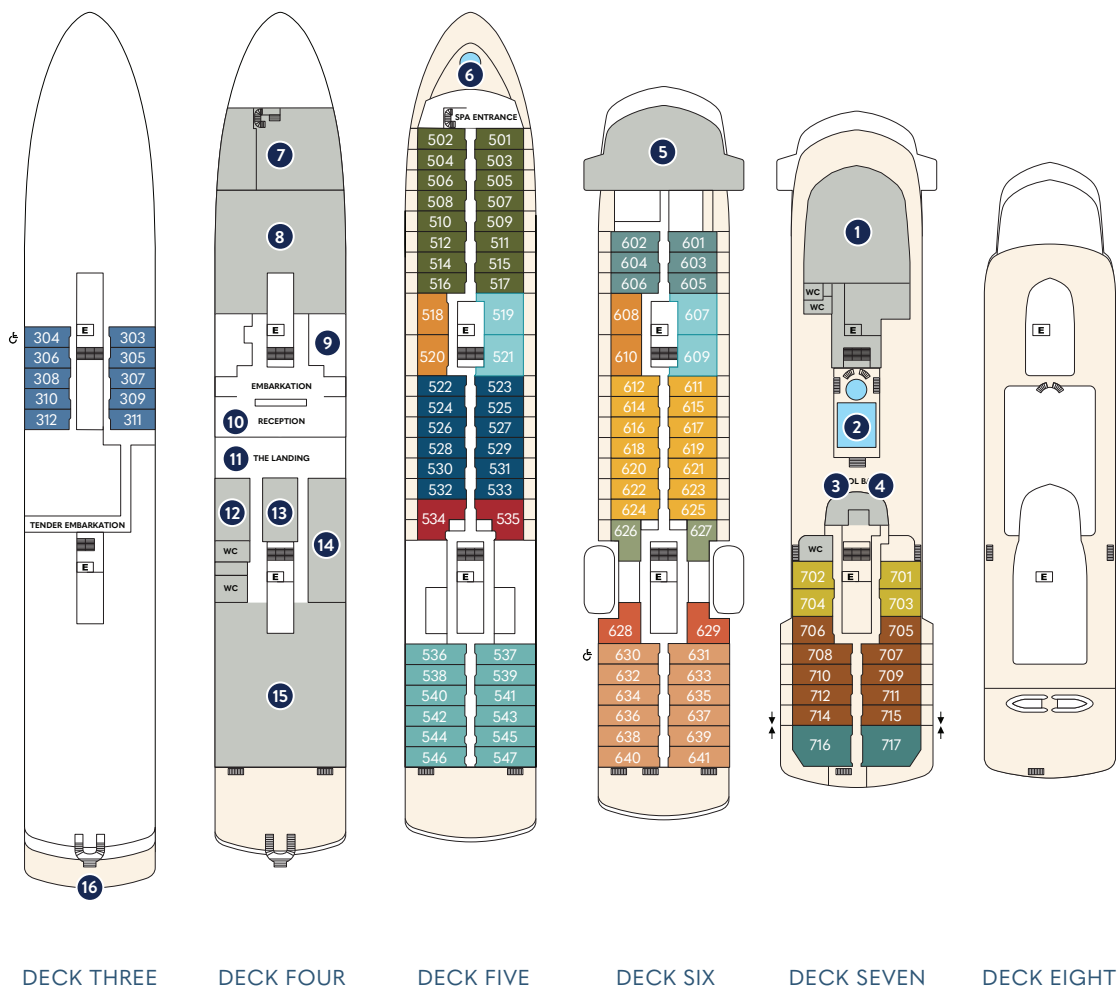 304 303
306 305
308 307
310 309
312 311
E
TENDER EMBARKATION
E
16
DECK THREE
7
8
E
9
EMBARKATION
10 RECEPTION
11 THE LANDING
12 13 14
WC
E
WC
15
DECK FOUR
6
SPA ENTRANCE
502 501
504 503
506 505
508 507
510 509
512 511
514 515
516 517
518 519
E
520 521
522 523
524 525
526 527
528 529
530 531
532 533
534 535
E
536 537
538 539
540 541
542 543
544 545
546 547
DECK FIVE
5
602 601
604 603
606 605
608 607
E
610 609
612 611
614 615
616 617
618 619
620 621
622 623
624 625
626 627
E
628 629
630 631
632 633
634 635
636 637
638 639
640 641
DECK SIX
1
WC
WC
E
2
3 4
WC
702 E 701
704 703
706 705
708 707
710 709
712 711
714 715
716 717
DECK SEVEN
E
E
DECK EIGHT